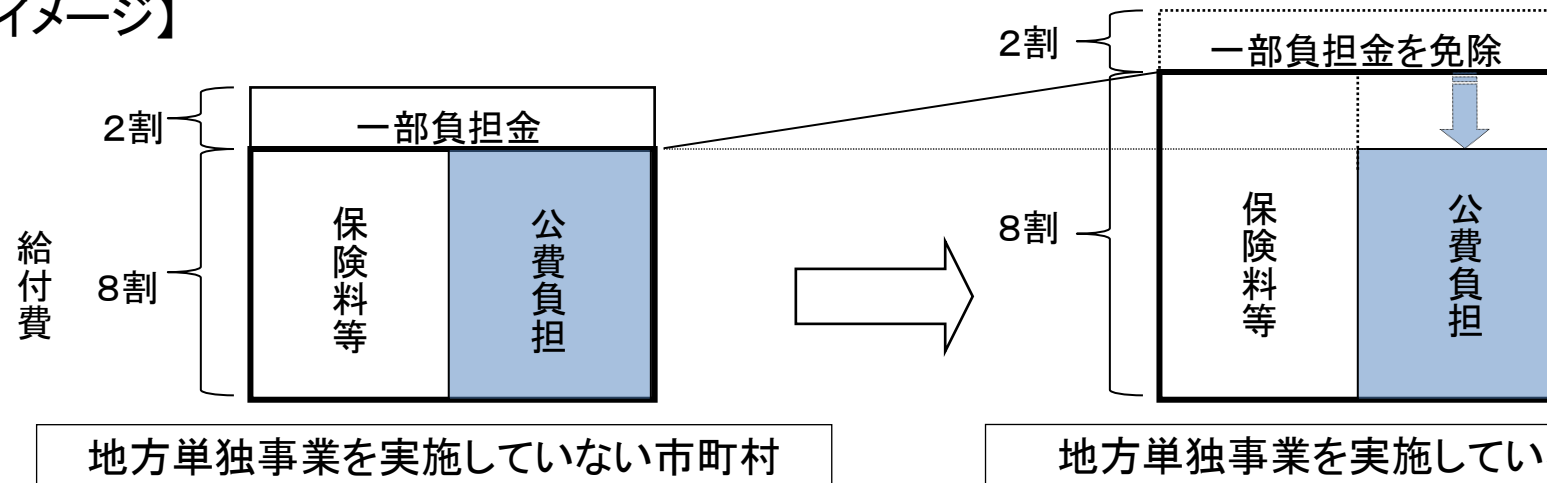 イメージ】
2割
一部負担金
給付費
8割
保険料等
公費負担
地方単独事業を実施していない市町村
2割
一部負担金を免除
8割
保険料等
公費負担
地方単独事業を実施してい